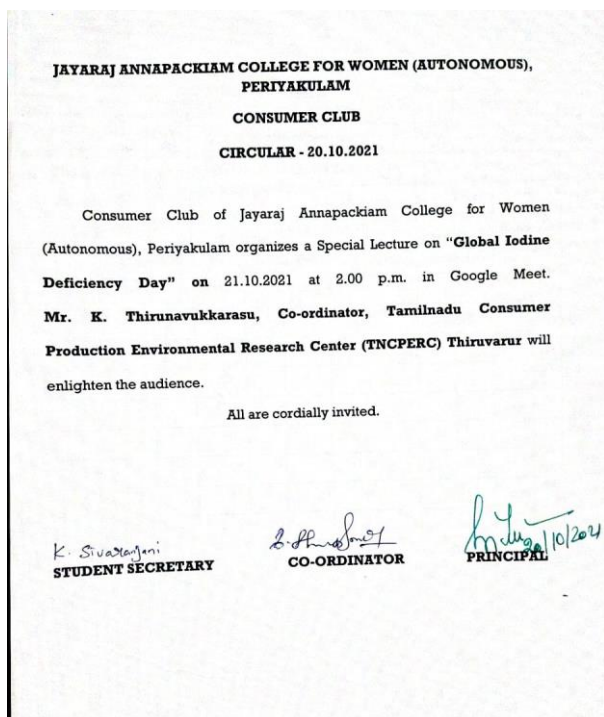 JAYARAJ ANNAPACKIAM COLLEGE FOR WOMEN (AUTONOMOUS),
PERIYAKULAM
CONSUMER CLUB
CIRCULAR - 20.10.2021
Consumer Club of Jayaraj Annapackiam College for Women
(Autonomous), Periyakulam organizes a Special Lecture on "Global Iodine
Deficiency Day" on 21.10.2021 at 2.00 p.m. in Google Meet.
Mr. K. Thirunavukkarasu, Co-ordinator, Tamilnadu Consumer
Production Environmental Research Center (TNCPERC) Thiruvarur will
enlighten the audience.
All are cordially invited.
K. Sivaranjani
20/10/2021
STUDENT SECRETARY CO-ORDINATOR PRINCIPAL